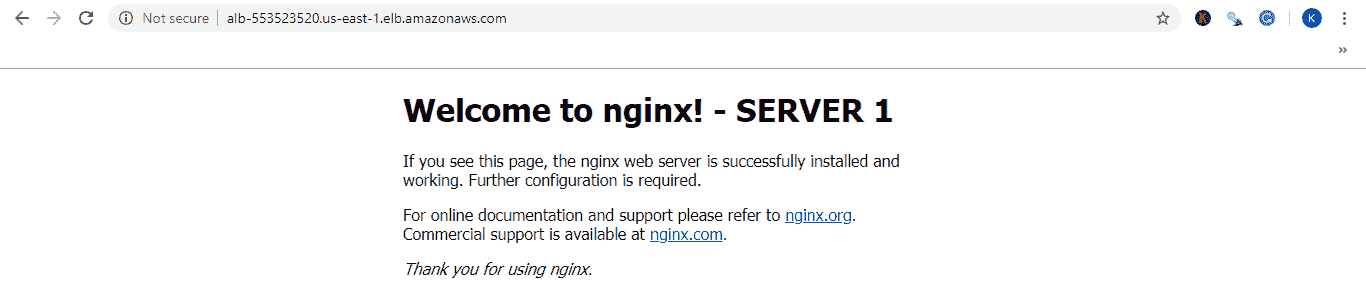 Not secure | alb-553523520.us-east-1.elb.amazonaws.com K K
»
Welcome to nginx! - SERVER 1
If you see this page, the nginx web server is successfully installed and
working. Further configuration is required.
For online documentation and support please refer to nginx.org.
Commercial support is available at nginx.com.
Thank you for using nginx.